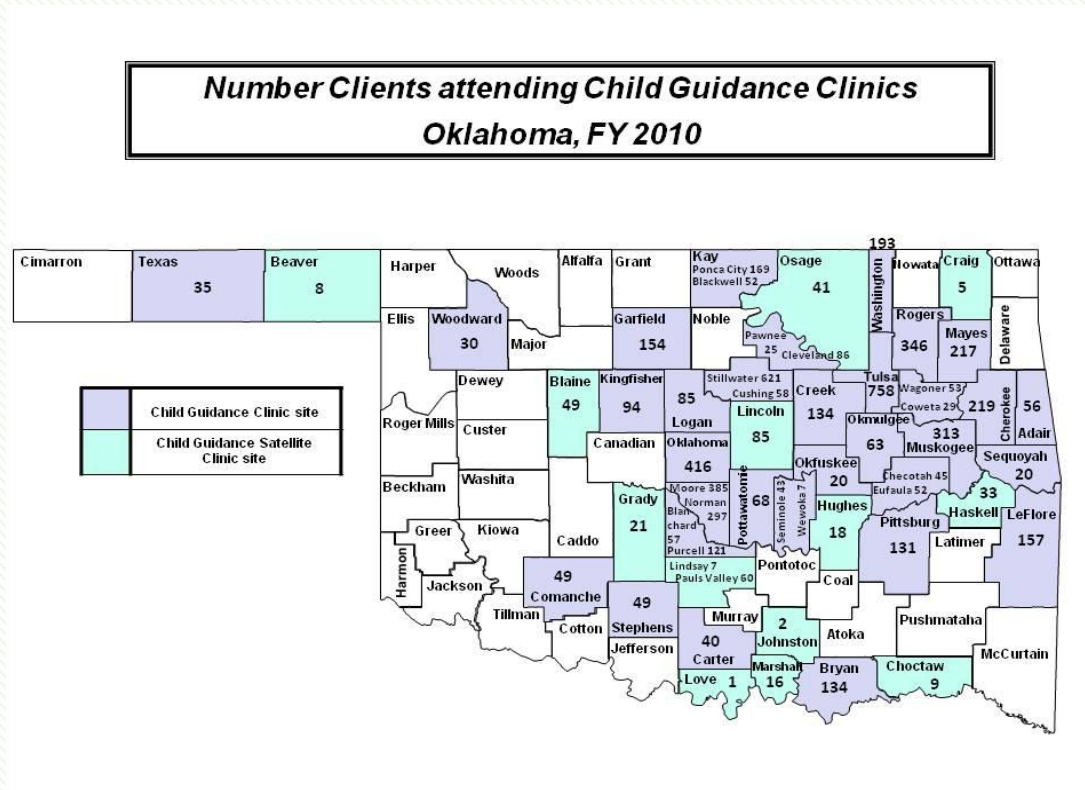 Number Clients attending Child Guidance Clinics
Oklahoma, FY 2010
193
Cimarron
Texas
35
Beaver
8
Harper
Woods
Alfalfa
Grant
Kay
Ponca City 169
Blackwell 52
Osage
41
Washington
Nowata
Craig
5
Ottawa
Ellis
Woodward
30
Major
Garfield
154
Noble
Pawnee
25
Cleveland 86
Rogers
346
Mayes
217
Delaware
Child Guidance Clinic site
Child Guidance Satellite
Clinic site
Roger Mills
Dewey
Custer
Blaine
49
Kingfisher
94
Canadian
85
Logan
Stillwater 621
Cushing 58
Lincoln
85
Creek
134
Tulsa
758
Wagoner 53
Coweta 29
219
Cherokee
56
Adair
Oklahoma
416
Okmulgee
63
313
Muskogee
Sequoyah
20
Beckham
Washita
Okfuskee
20
Checotah 45
Eufaula 52
33
Haskell
LeFlore
157
Greer
Kiowa
Caddo
Grady
21
Moore 385
Norman
297
Blan
chard
57
Purcell 121
Pottawatomie
68
Seminole 43
Wewoka 7
Hughes
18
Pittsburg
131
Latimer
Harmon
Jackson
Tillman
49
Comanche
Cotton
49
Stephens
Jefferson
Lindsay 7
Pauls Valley 60
Pontotoc
Coal
Murray
2
Johnston
Atoka
Pushmataha
McCurtain
40
Carter
Love 1
Marshall
16
Bryan
134
Choctaw
9